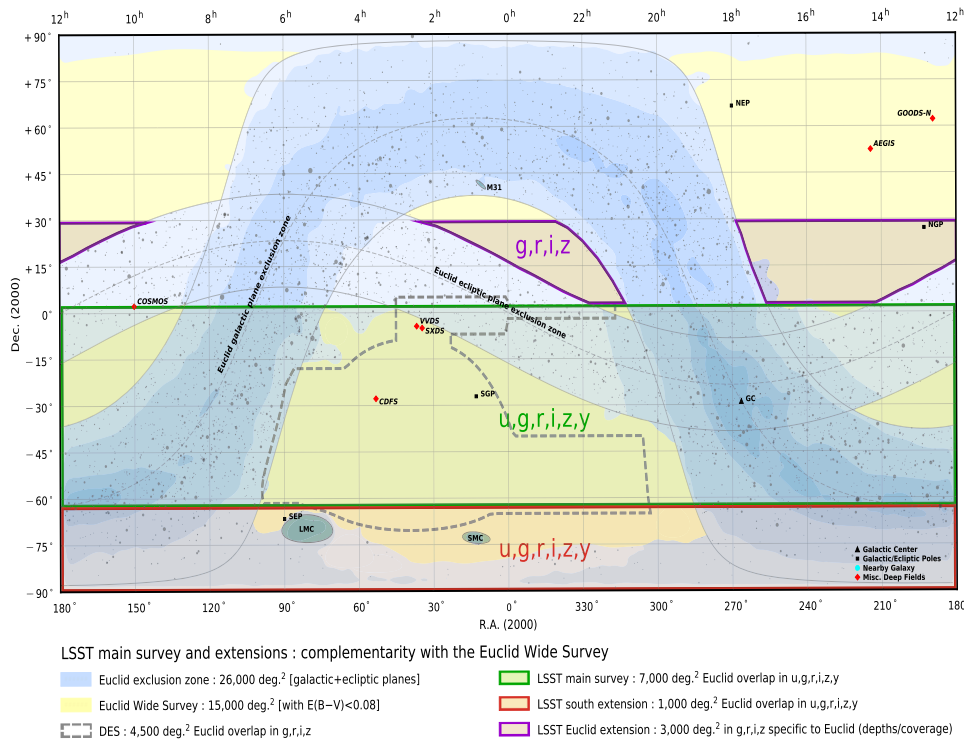 12h 10h 8h 6h 4h 2h 0h 22h 20h 18h 16h 14h 12h
+90°
+75°
NEP
GOODS-N
+60°
AEGIS
+45°
M31
+30°
NGP
g,r,i,z
Euclid galactic plane exclusion zone
Euclid ecliptic plane exclusion zone
+15°
COSMOS
0°
VVDS
SXDS
−15°
Dec. (2000)
−30°
CDFS
SGP
GC
u,g,r,i,z,y
−45°
−60°
SEP
LMC
SMC
u,g,r,i,z,y
−75°
Galactic Center
Galactic/Ecliptic Poles
Nearby Galaxy
Misc. Deep Fields
−90°
180° 150° 120° 90° 60° 30° 0° 330° 300° 270° 240° 210° 180
R.A. (2000)
LSST main survey and extensions : complementarity with the Euclid Wide Survey
Euclid exclusion zone : 26,000 deg.² [galactic+ecliptic planes]
Euclid Wide Survey : 15,000 deg.² [with E(B−V)<0.08]
DES : 4,500 deg.² Euclid overlap in g,r,i,z
LSST main survey : 7,000 deg.² Euclid overlap in u,g,r,i,z,y
LSST south extension : 1,000 deg.² Euclid overlap in u,g,r,i,z,y
LSST Euclid extension : 3,000 deg.² in g,r,i,z specific to Euclid (depths/coverage)